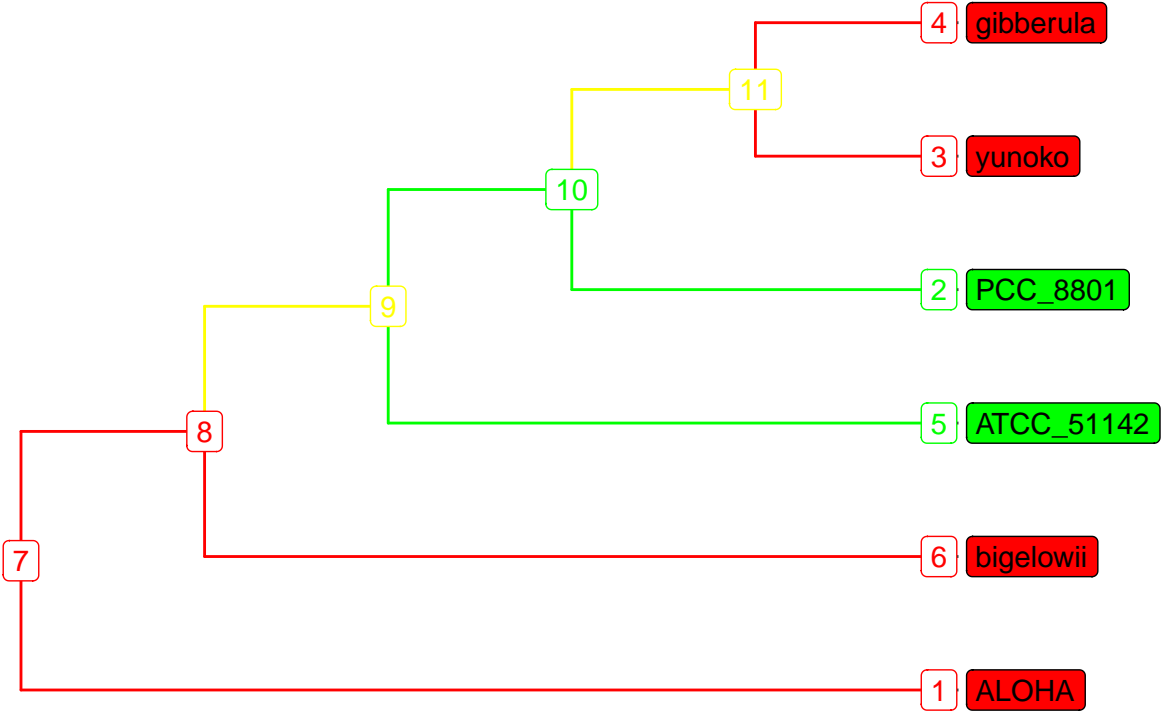 4 gibberula
11
3 yunoko
10
2 PCC_8801
9
5 ATCC_51142
8
6 bigelowii
7
1 ALOHA